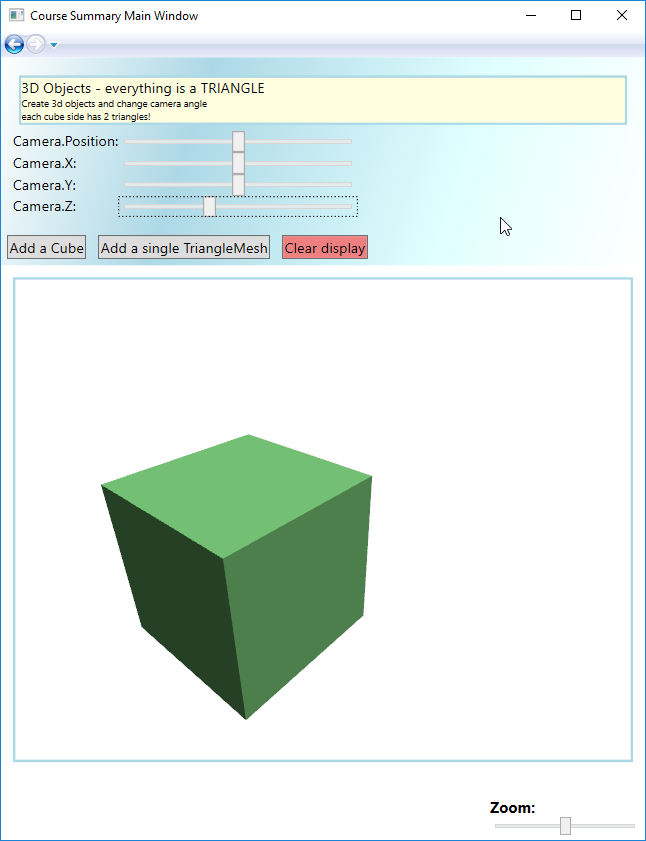 Course Summary Main Window
3D Objects - everything is a TRIANGLE
Create 3d objects and change camera angle
each cube side has 2 triangles!
Camera.Position:
Camera.X:
Camera.Y:
Camera.Z:
Add a Cube Add a single TriangleMesh Clear display
Zoom: